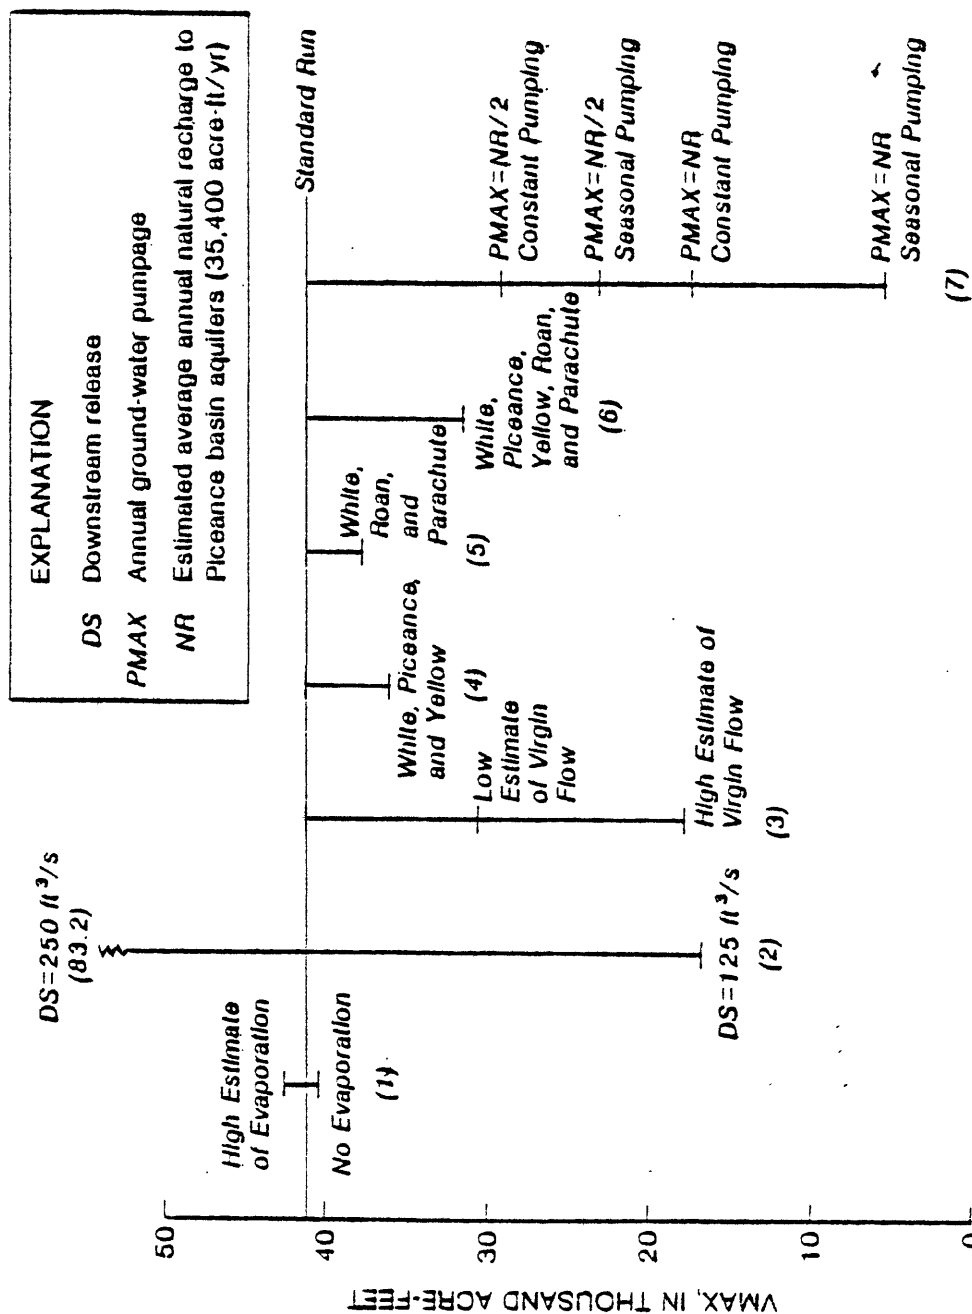 EXPLANATION
DS Downstream release
PMAX Annual ground-water pumpage
NR Estimated average annual natural recharge to
Piceance basin aquifers (35,400 acre-ft/yr)
VMAX, IN THOUSAND ACRE-FEET
50
40
30
20
10
0
Standard Run
High Estimate
of Evaporation
No Evaporation
(1)
DS=250 ft³/s
(83.2)
DS=125 ft³/s
(2)
Low
Estimate
of Virgin
Flow
High Estimate of
Virgin Flow
(3)
White, Piceance,
and Yellow
(4)
White,
Roan,
and
Parachute
(5)
White,
Piceance,
Yellow, Roan,
and Parachute
(6)
PMAX=NR/2
Constant Pumping
PMAX=NR/2
Seasonal Pumping
PMAX=NR
Constant Pumping
PMAX=NR
Seasonal Pumping
(7)